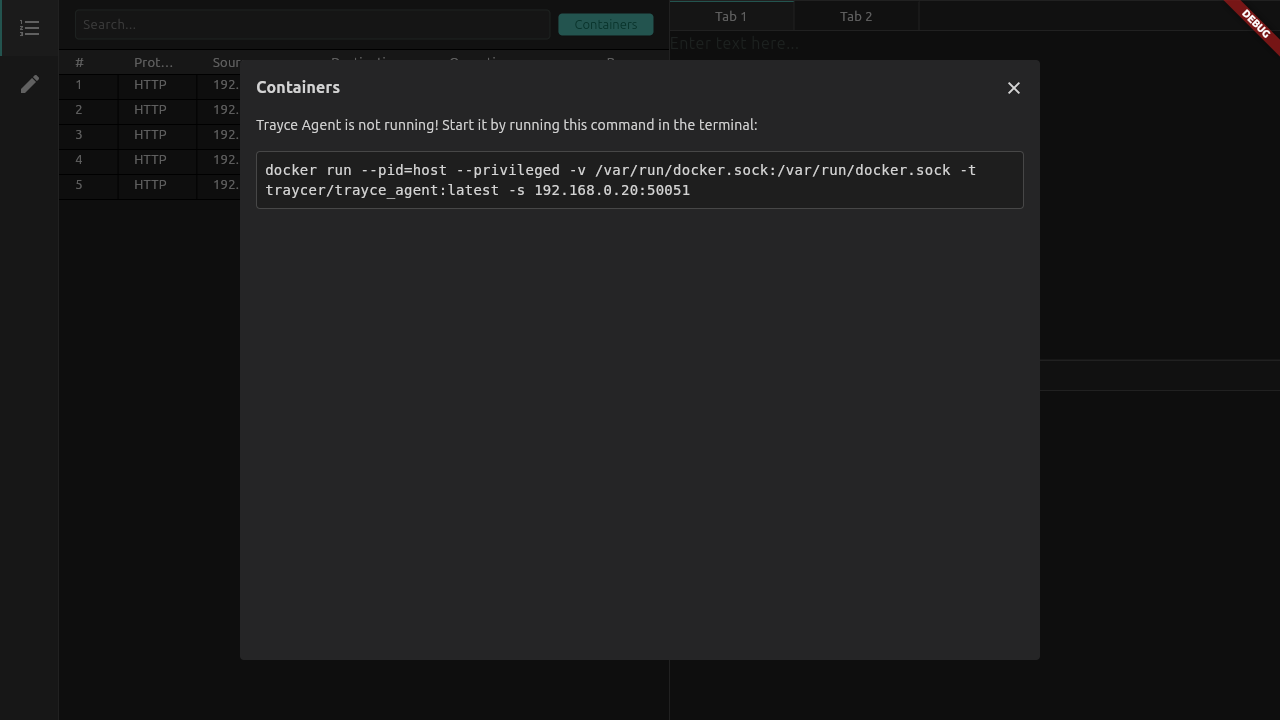 Search...
Containers
Tab 1
Tab 2
DEBUG
Enter text here...
#
Prot...
1
HTTP
192.
2
HTTP
192.
3
HTTP
192.
4
HTTP
192.
5
HTTP
192.
Containers
Trayce Agent is not running! Start it by running this command in the terminal:
docker run --pid=host --privileged -v /var/run/docker.sock:/var/run/docker.sock -t
traycer/trayce_agent:latest -s 192.168.0.20:50051